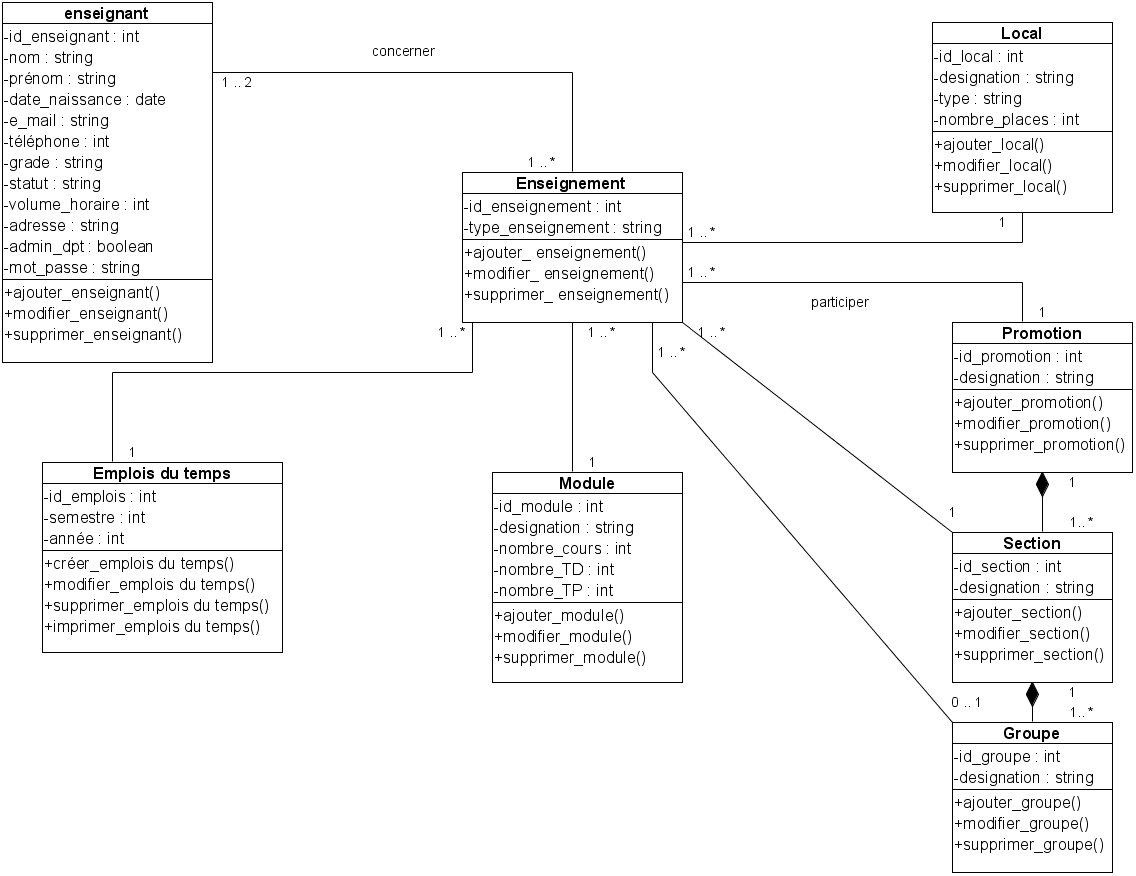 enseignant
-id_enseignant : int
-nom : string
-prénom : string
-date_naissance : date
-e_mail : string
-téléphone : int
-grade : string
-statut : string
-volume_horaire : int
-adresse : string
-admin_dpt : boolean
-mot_passe : string
+ajouter_enseignant()
+modifier_enseignant()
+supprimer_enseignant()
concerner
1 .. 2
1 .. *
Local
-id_local : int
-designation : string
-type : string
-nombre_places : int
+ajouter_local()
+modifier_local()
+supprimer_local()
1
Enseignement
-id_enseignement : int
-type_enseignement : string
+ajouter_ enseignement()
+modifier_ enseignement()
+supprimer_ enseignement()
1 .. *
1 .. *
participer
1
1 .. *
1 .. *
1 .. *
1 .. *
Promotion
-id_promotion : int
-designation : string
+ajouter_promotion()
+modifier_promotion()
+supprimer_promotion()
1
1
Emplois du temps
-id_emplois : int
-semestre : int
-année : int
+créer_emplois du temps()
+modifier_emplois du temps()
+supprimer_emplois du temps()
+imprimer_emplois du temps()
1
Module
-id_module : int
-designation : string
-nombre_cours : int
-nombre_TD : int
-nombre_TP : int
+ajouter_module()
+modifier_module()
+supprimer_module()
1
1..*
Section
-id_section : int
-designation : string
+ajouter_section()
+modifier_section()
+supprimer_section()
1
0 .. 1
1..*
Groupe
-id_groupe : int
-designation : string
+ajouter_groupe()
+modifier_groupe()
+supprimer_groupe()